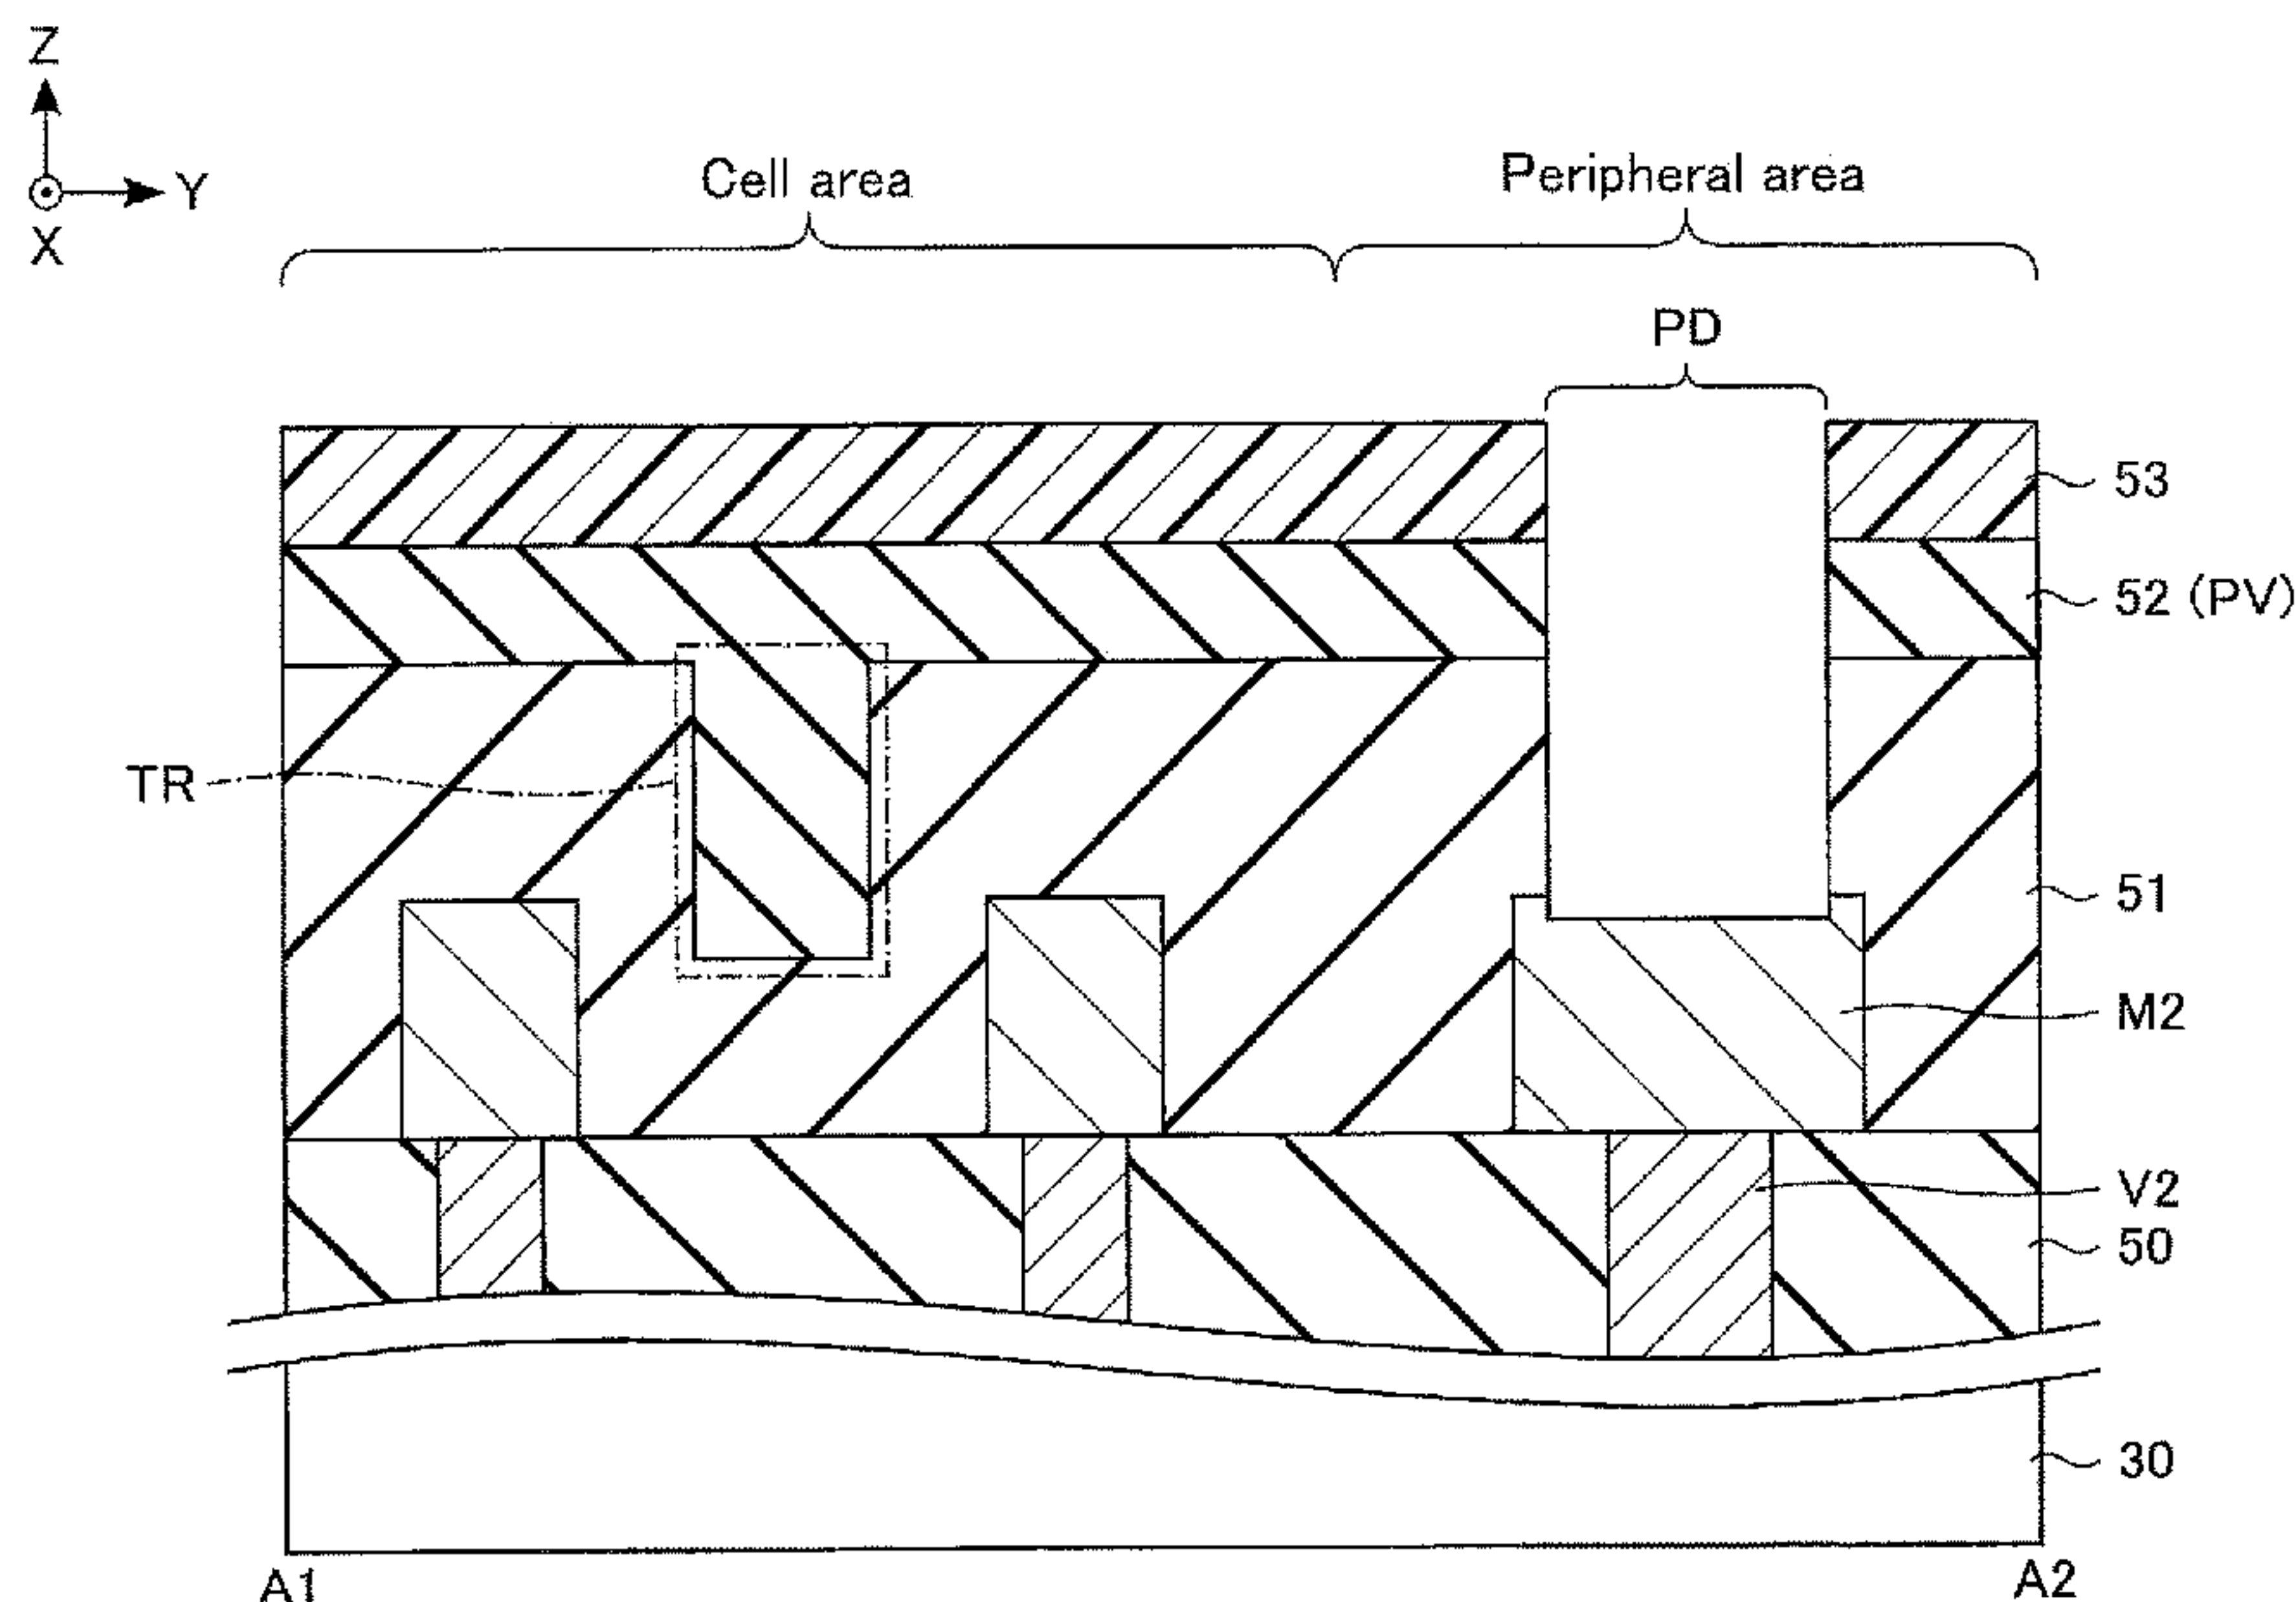 Z
Y
X
Cell area
Peripheral area
PD
53
52 (PV)
TR
51
M2
V2
50
30
A1
A2